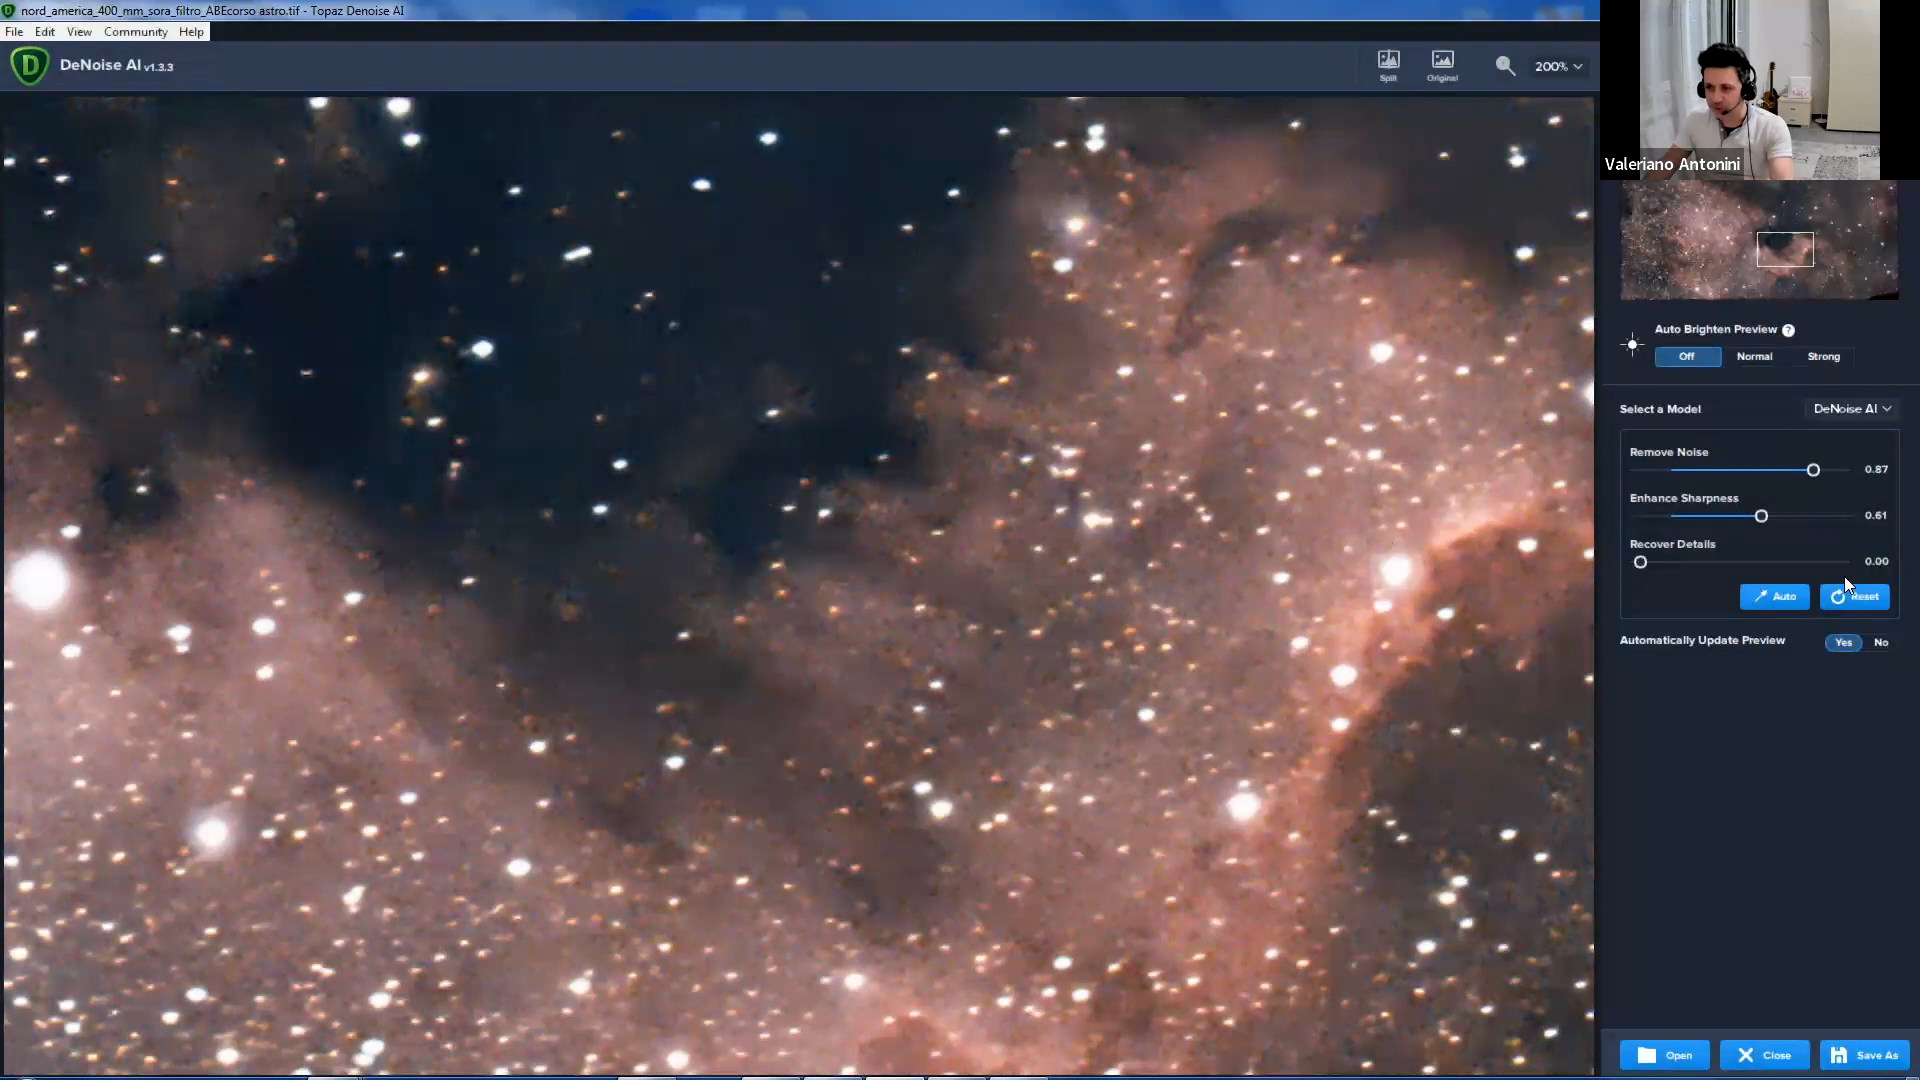 nord_america_400_mm_sora_filtro_ABEcorso astro.tif - Topaz Denoise AI
File Edit View Community Help
DeNoise AI v1.3.3
Split
Original
200%
Valeriano Antonini
Auto Brighten Preview ?
Off Normal Strong
Select a Model DeNoise AI
Remove Noise
0.87
Enhance Sharpness
0.61
Recover Details
0.00
Auto Reset
Automatically Update Preview Yes No
Open Close Save As